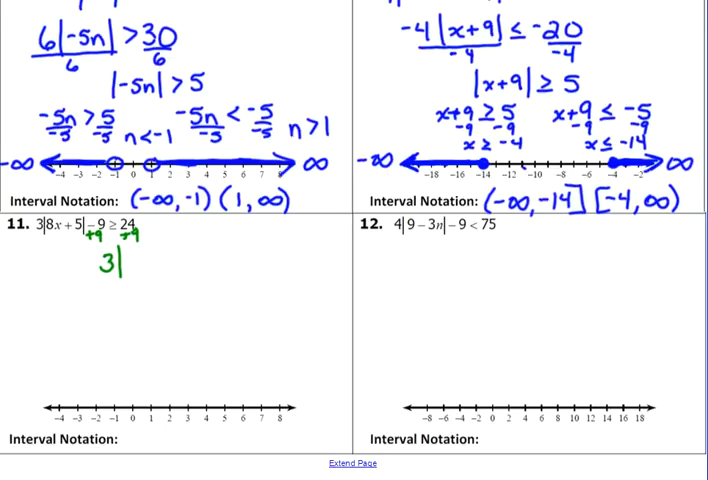 6|-5n| > 30
6 6
|-5n| > 5
-5n > 5 -5n < -5
-5 -5 n < -1 -5 -5 n > 1
-∞ ∞
-4 -3 -2 -1 0 1 2 3 4 5 6 7 8
Interval Notation: (-∞, -1) (1, ∞)
-4|x+9| ≤ -20
-4 -4
|x+9| ≥ 5
x+9 ≥ 5 x+9 ≤ -5
-9 -9 -9 -9
x ≥ -4 x ≤ -14
-∞ ∞
-18 -16 -14 -12 -10 -8 -6 -4 -2
Interval Notation: (-∞, -14] [-4, ∞)
11. 3|8x + 5| - 9 ≥ 24
+9 +9
3|
-4 -3 -2 -1 0 1 2 3 4 5 6 7 8
Interval Notation:
12. 4|9 - 3n| - 9 < 75
-8 -6 -4 -2 0 2 4 6 8 10 12 14 16 18
Interval Notation:
Extend Page